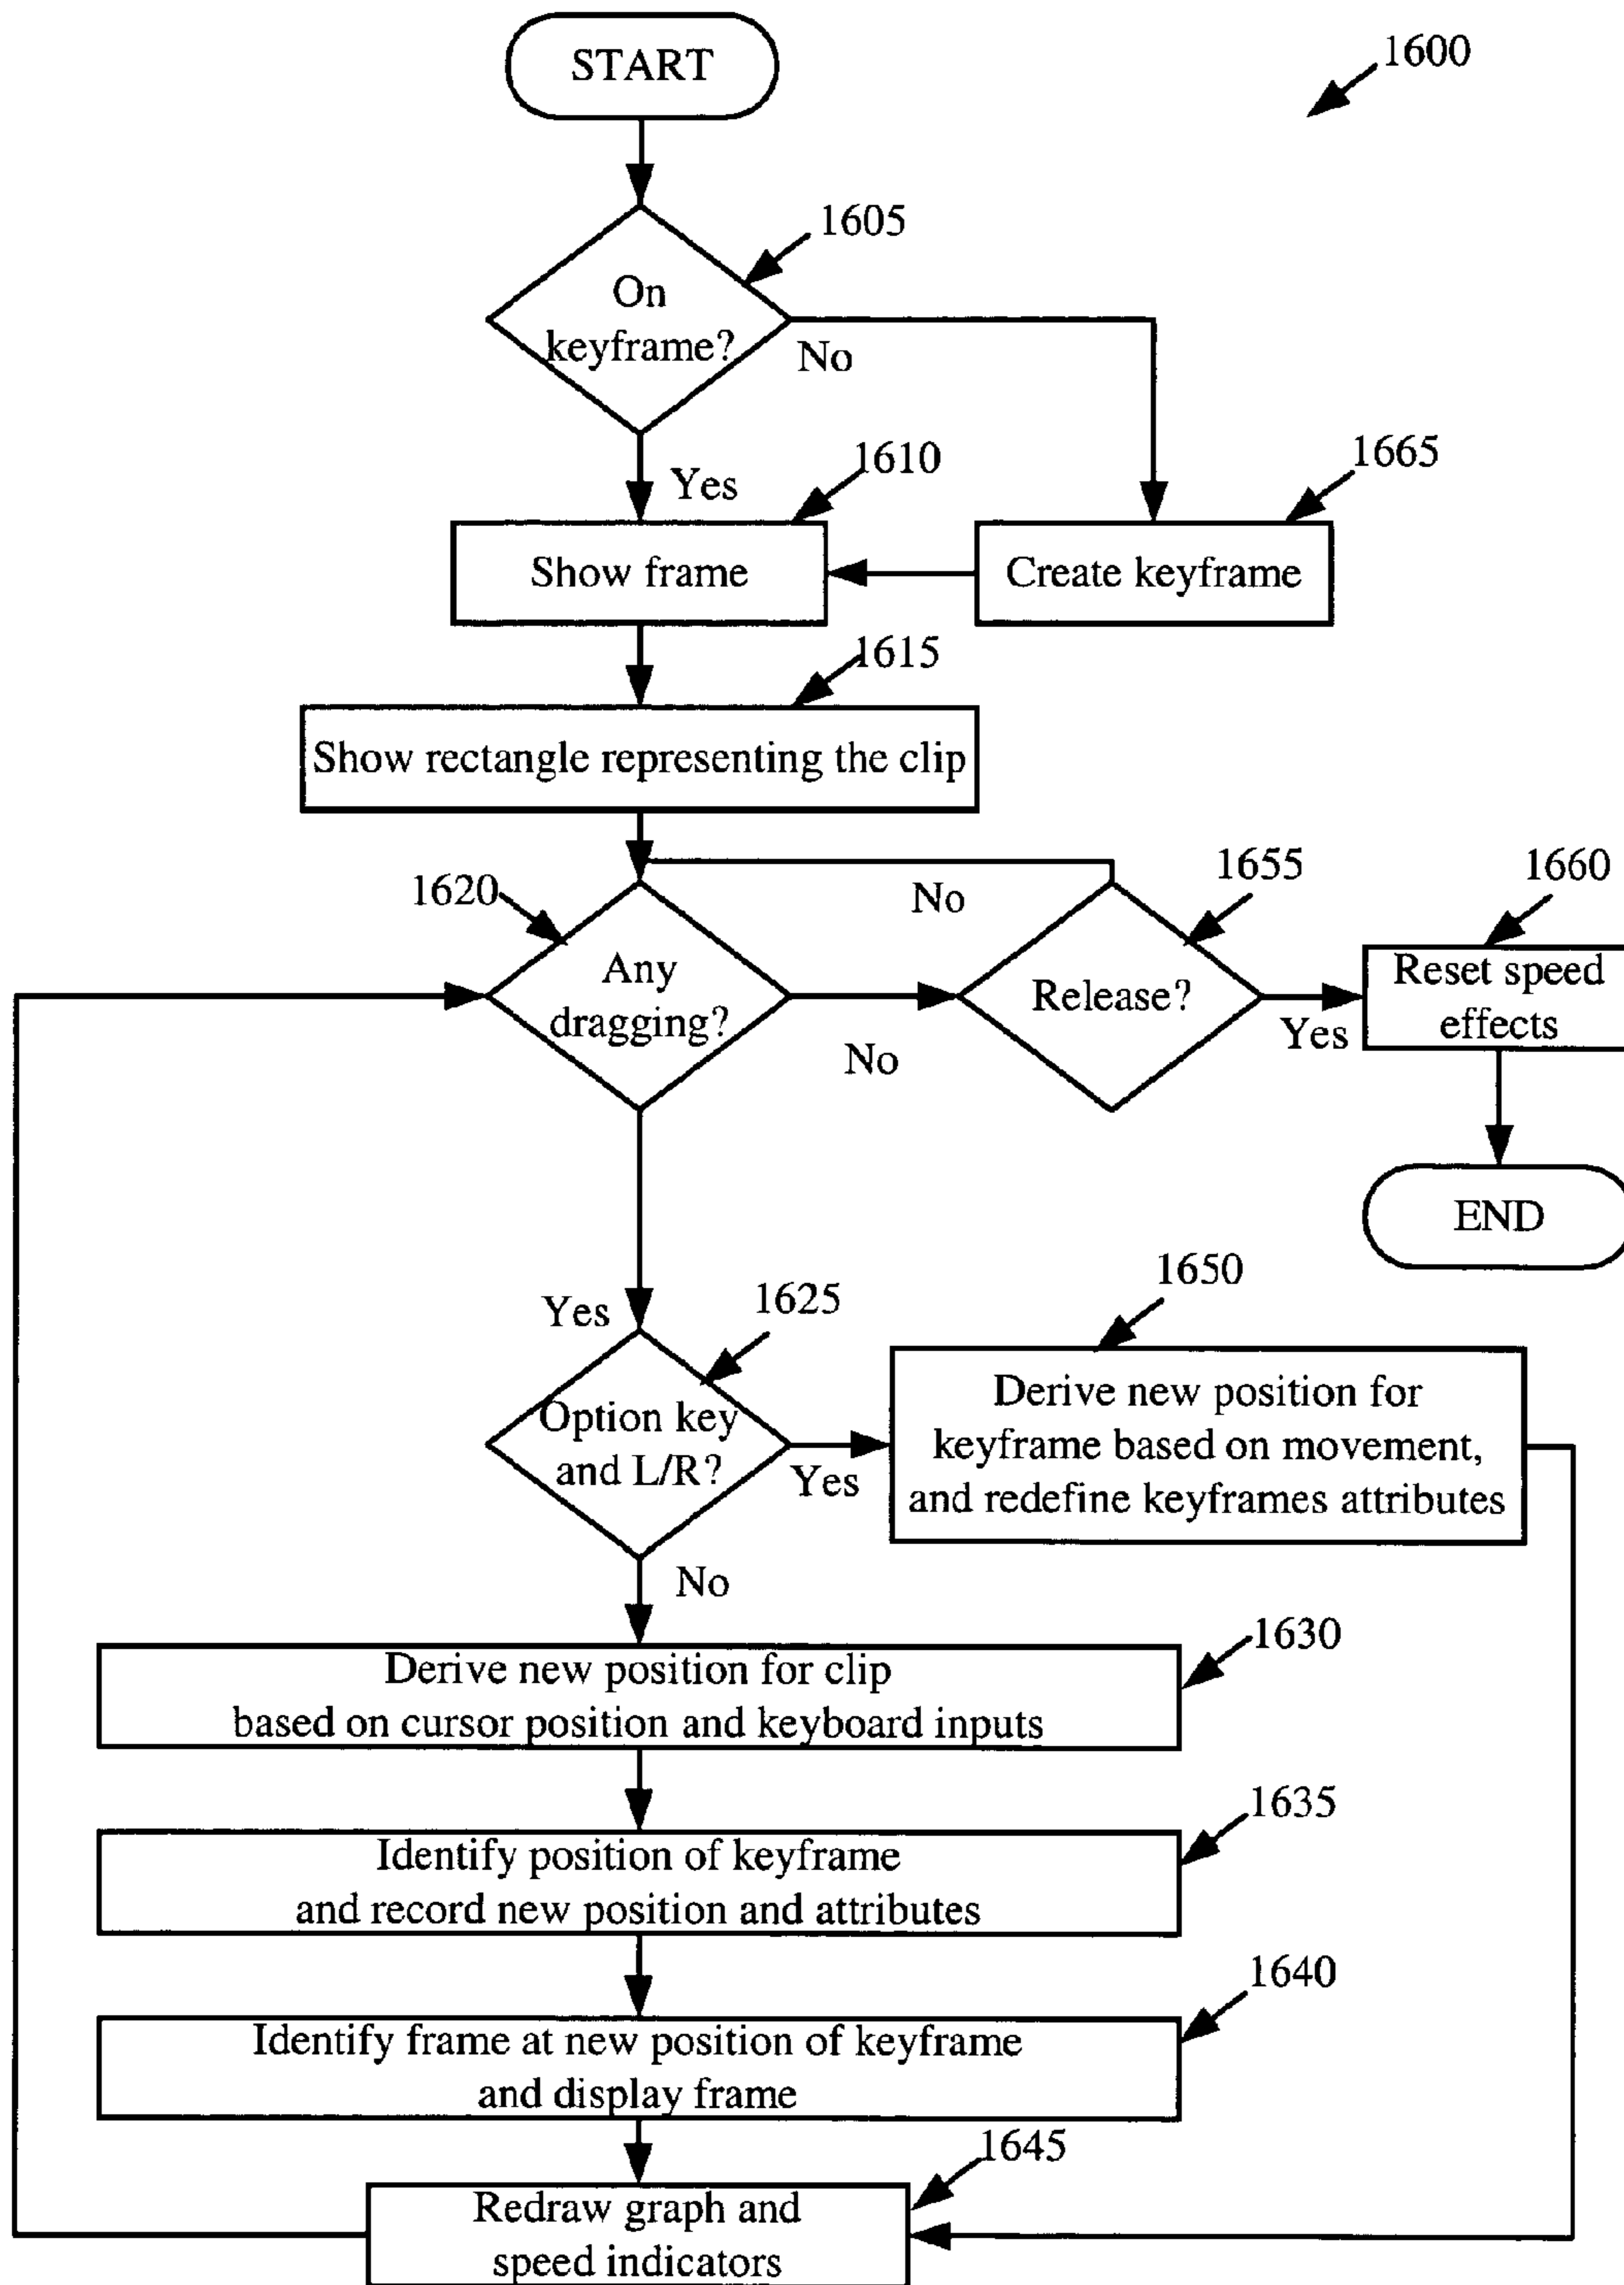 START
1600
1605
On
keyframe?
No
Yes
1610
1665
Show frame
Create keyframe
1615
Show rectangle representing the clip
1620
No
1655
1660
Any
dragging?
No
Release?
Yes
Reset speed
effects
END
Yes
1625
1650
Option key
and L/R?
Yes
Derive new position for
keyframe based on movement,
and redefine keyframes attributes
No
1630
Derive new position for clip
based on cursor position and keyboard inputs
1635
Identify position of keyframe
and record new position and attributes
1640
Identify frame at new position of keyframe
and display frame
1645
Redraw graph and
speed indicators